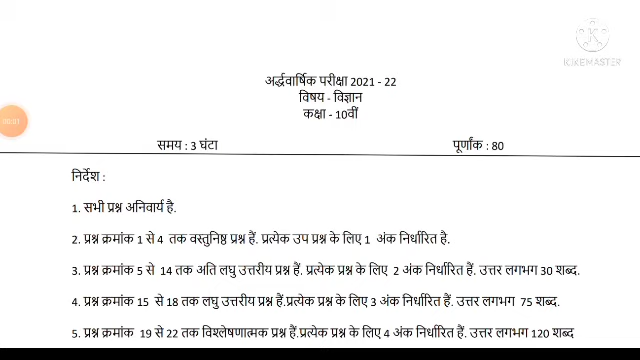 KINEMASTER
अर्द्धवार्षिक परीक्षा 2021 - 22
विषय - विज्ञान
कक्षा - 10वीं
समय : 3 घंटा पूर्णांक : 80
निर्देश :
1. सभी प्रश्न अनिवार्य है.
2. प्रश्न क्रमांक 1 से 4 तक वस्तुनिष्ठ प्रश्न हैं. प्रत्येक उप प्रश्न के लिए 1 अंक निर्धारित है.
3. प्रश्न क्रमांक 5 से 14 तक अति लघु उत्तरीय प्रश्न हैं. प्रत्येक प्रश्न के लिए 2 अंक निर्धारित हैं. उत्तर लगभग 30 शब्द.
4. प्रश्न क्रमांक 15 से 18 तक लघु उत्तरीय प्रश्न हैं.प्रत्येक प्रश्न के लिए 3 अंक निर्धारित हैं. उत्तर लगभग 75 शब्द.
5. प्रश्न क्रमांक 19 से 22 तक विश्लेषणात्मक प्रश्न हैं.प्रत्येक प्रश्न के लिए 4 अंक निर्धारित हैं. उत्तर लगभग 120 शब्द